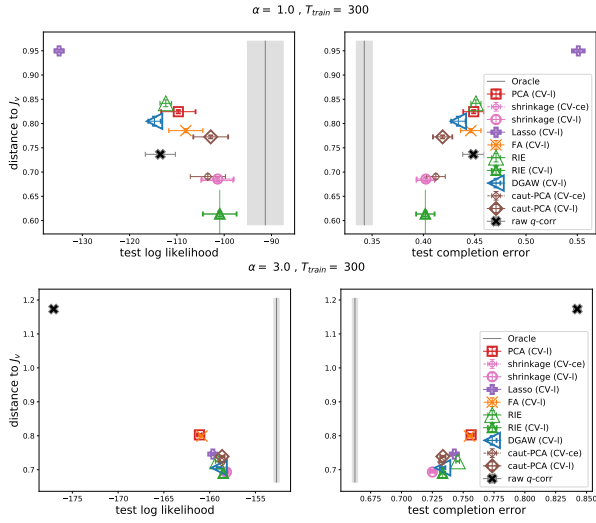 α = 1.0 , T_train = 300
distance to J_v
0.95
0.90
0.85
0.80
0.75
0.70
0.65
0.60
−130 −120 −110 −100 −90
test log likelihood
Oracle
PCA (CV-l)
shrinkage (CV-ce)
shrinkage (CV-l)
Lasso (CV-l)
FA (CV-l)
RIE
RIE (CV-l)
DGAW (CV-l)
caut-PCA (CV-ce)
caut-PCA (CV-l)
raw q-corr
0.35 0.40 0.45 0.50 0.55
test completion error
α = 3.0 , T_train = 300
distance to J_v
1.2
1.1
1.0
0.9
0.8
0.7
−175 −170 −165 −160 −155
test log likelihood
Oracle
PCA (CV-l)
shrinkage (CV-ce)
shrinkage (CV-l)
Lasso (CV-l)
FA (CV-l)
RIE
RIE (CV-l)
DGAW (CV-l)
caut-PCA (CV-ce)
caut-PCA (CV-l)
raw q-corr
0.675 0.700 0.725 0.750 0.775 0.800 0.825 0.850
test completion error